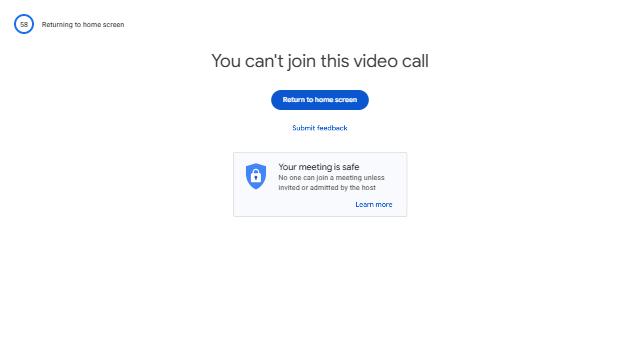 58
Returning to home screen
You can't join this video call
Return to home screen
Submit feedback
Your meeting is safe
No one can join a meeting unless
invited or admitted by the host
Learn more